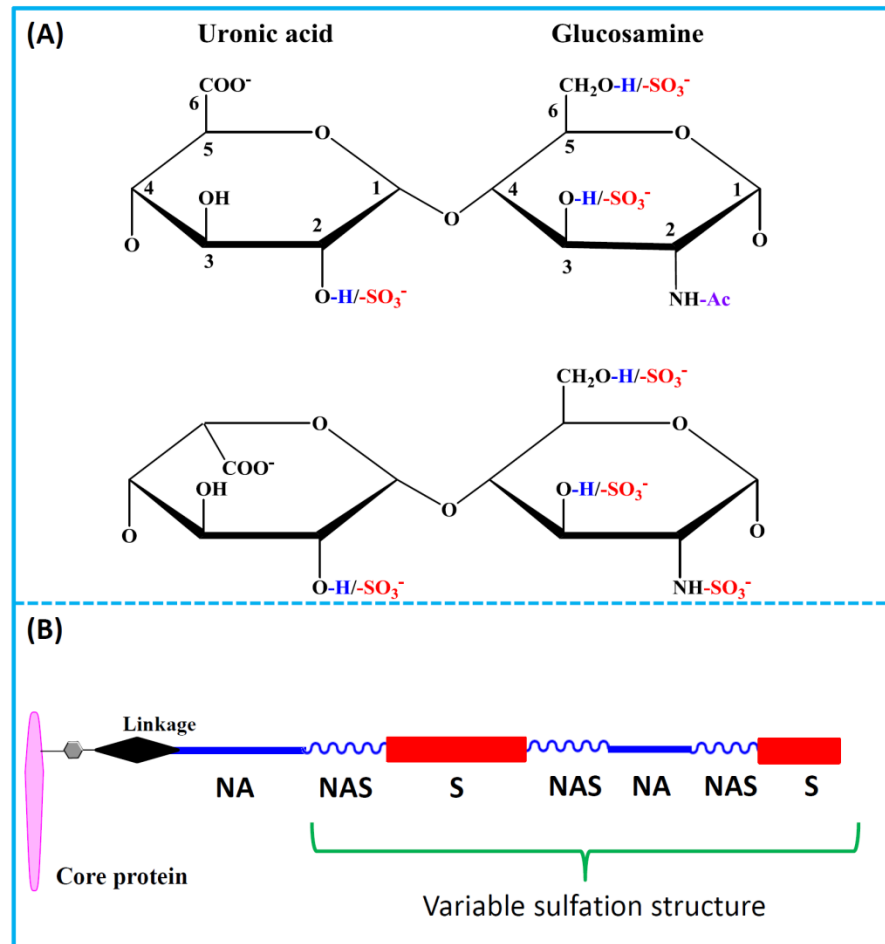 (A)
Uronic acid Glucosamine
COO⁻ CH₂O-H/-SO₃⁻
6 6
5 O 5 O
4 OH 1 4 O-H/-SO₃⁻ 1
2 O 2
O 3 3 O
O-H/-SO₃⁻ NH-Ac
CH₂O-H/-SO₃⁻
O O
COO⁻
OH O-H/-SO₃⁻
O O O
O-H/-SO₃⁻ NH-SO₃⁻
(B)
Linkage
NA NAS S NAS NA NAS S
Core protein
Variable sulfation structure